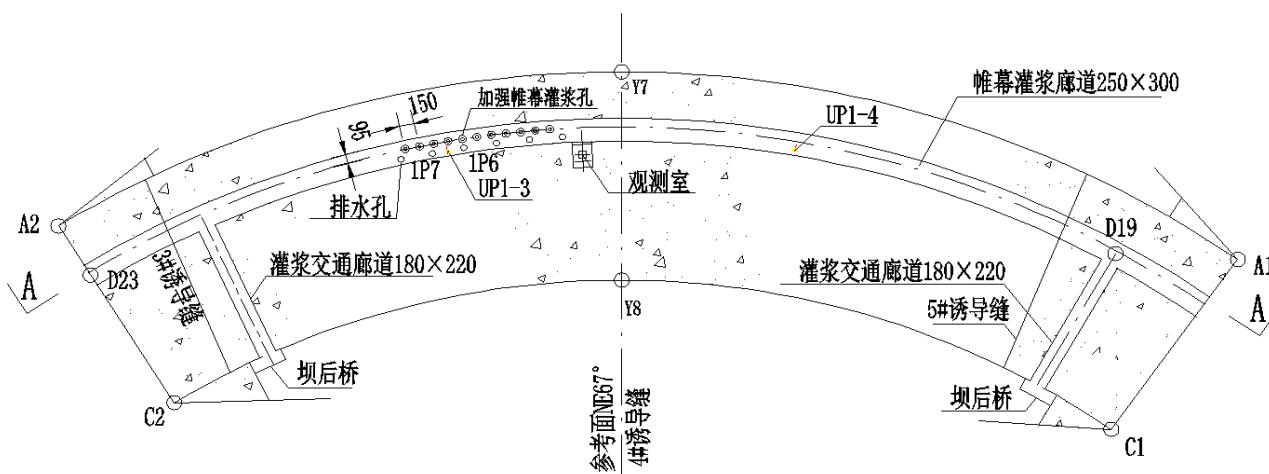 Y7
帷幕灌浆廊道250×300
加强帷幕灌浆孔
150
95
UP1-4
1P7
1P6
UP1-3
观测室
排水孔
A2
D19
D23
A
3#诱导缝
灌浆交通廊道180×220
灌浆交通廊道180×220
A1
A
Y8
5#诱导缝
坝后桥
坝后桥
C2
C1
参考面NE67°
4#诱导缝